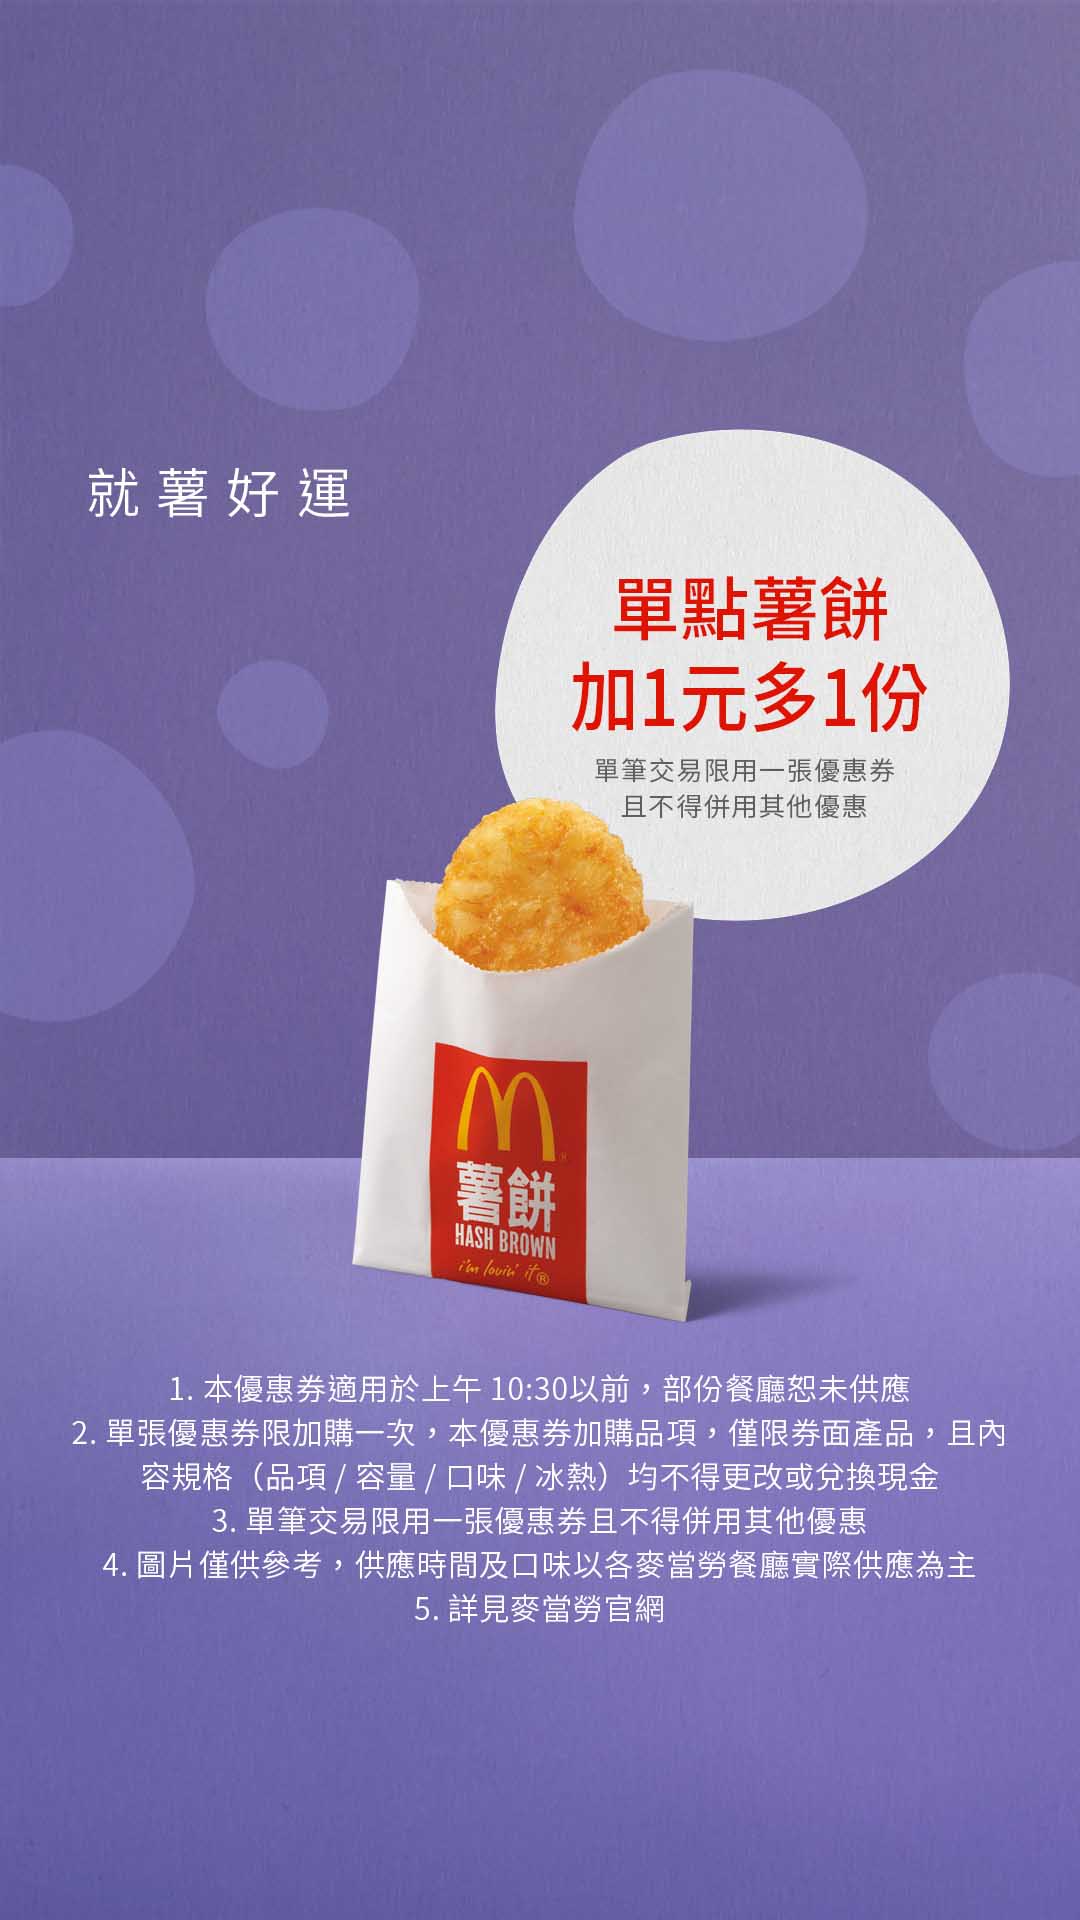 就薯好運
單點薯餅
加1元多1份
單筆交易限用一張優惠券
且不得併用其他優惠
薯餅
HASH BROWN
i'm lovin' it®
1. 本優惠券適用於上午 10:30以前，部份餐廳恕未供應
2. 單張優惠券限加購一次，本優惠券加購品項，僅限券面產品，且內
容規格（品項 / 容量 / 口味 / 冰熱）均不得更改或兌換現金
3. 單筆交易限用一張優惠券且不得併用其他優惠
4. 圖片僅供參考，供應時間及口味以各麥當勞餐廳實際供應為主
5. 詳見麥當勞官網